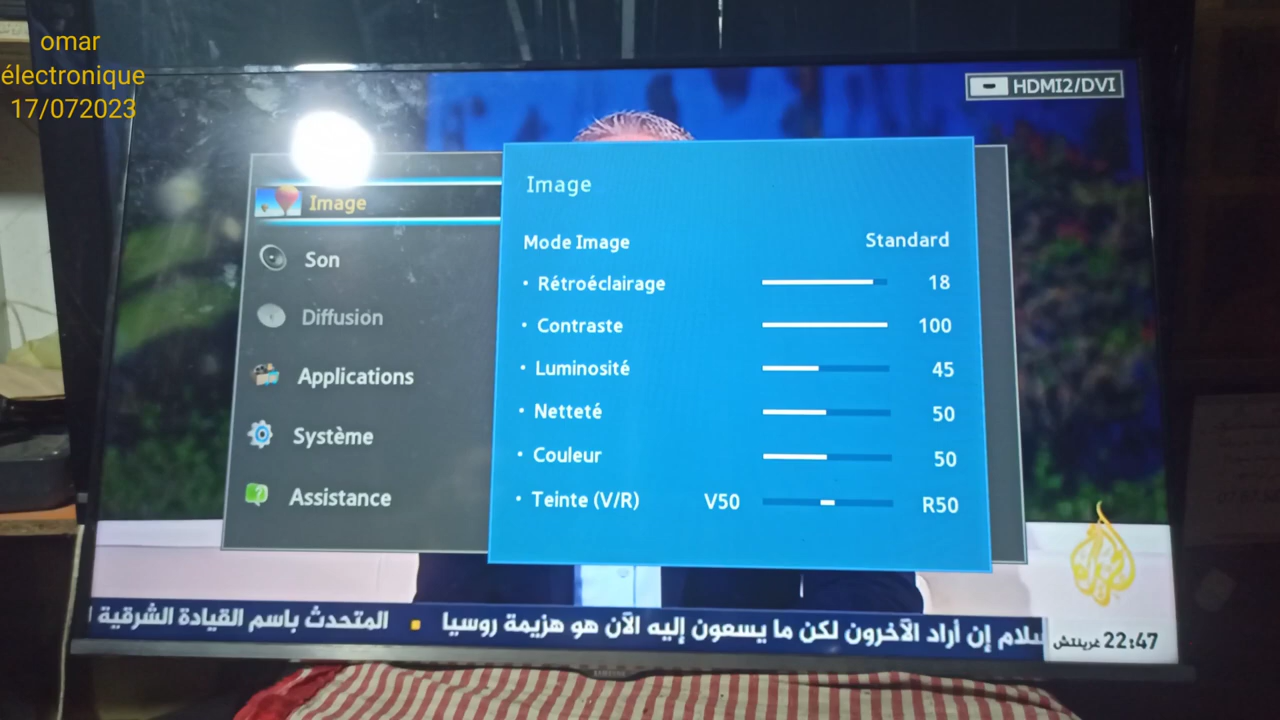 omar
électronique
17/072023
HDMI2/DVI
Image
Son
Diffusion
Applications
Système
Assistance
Image
Mode Image Standard
· Rétroéclairage 18
· Contraste 100
· Luminosité 45
· Netteté 50
· Couleur 50
· Teinte (V/R) V50 R50
سلام إن أراد الآخرون لكن ما يسعون إليه الآن هو هزيمة روسيا ▪ المتحدث باسم القيادة الشرقية
22:47 غرينتش
SAMSUNG